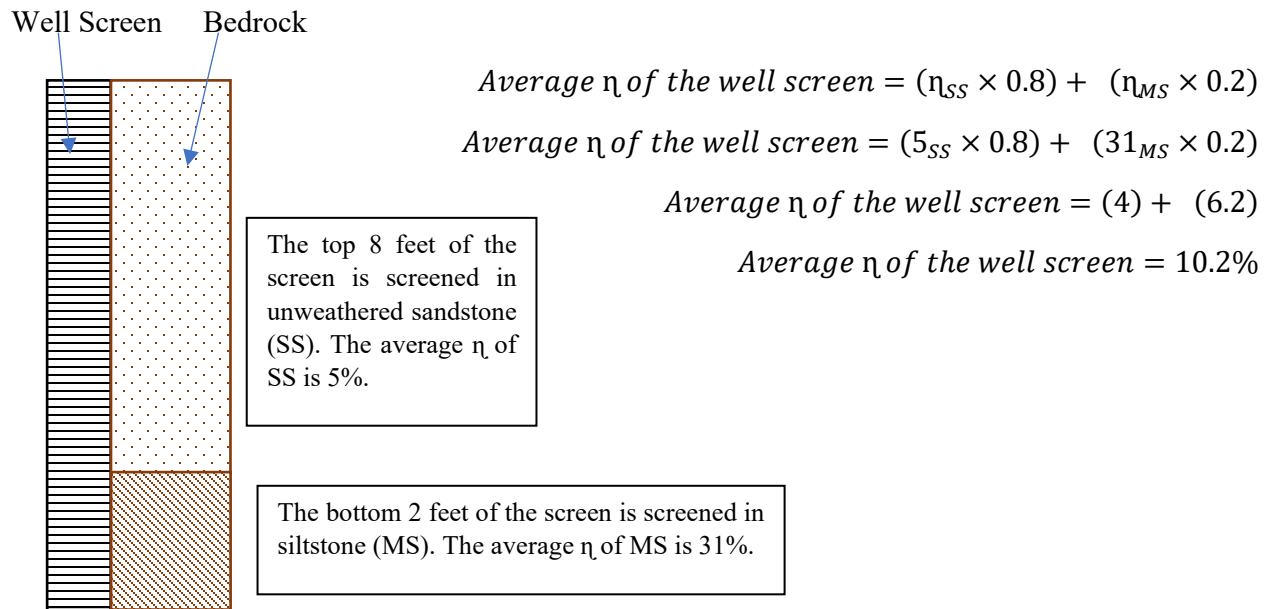 Well Screen Bedrock
𝐴𝑣𝑒𝑟𝑎𝑔𝑒 ƞ 𝑜𝑓 𝑡ℎ𝑒 𝑤𝑒𝑙𝑙 𝑠𝑐𝑟𝑒𝑒𝑛 = (ƞ_SS × 0.8) + (ƞ_MS × 0.2)
𝐴𝑣𝑒𝑟𝑎𝑔𝑒 ƞ 𝑜𝑓 𝑡ℎ𝑒 𝑤𝑒𝑙𝑙 𝑠𝑐𝑟𝑒𝑒𝑛 = (5_SS × 0.8) + (31_MS × 0.2)
𝐴𝑣𝑒𝑟𝑎𝑔𝑒 ƞ 𝑜𝑓 𝑡ℎ𝑒 𝑤𝑒𝑙𝑙 𝑠𝑐𝑟𝑒𝑒𝑛 = (4) + (6.2)
𝐴𝑣𝑒𝑟𝑎𝑔𝑒 ƞ 𝑜𝑓 𝑡ℎ𝑒 𝑤𝑒𝑙𝑙 𝑠𝑐𝑟𝑒𝑒𝑛 = 10.2%
The top 8 feet of the
screen is screened in
unweathered sandstone
(SS). The average ƞ of
SS is 5%.
The bottom 2 feet of the screen is screened in
siltstone (MS). The average ƞ of MS is 31%.